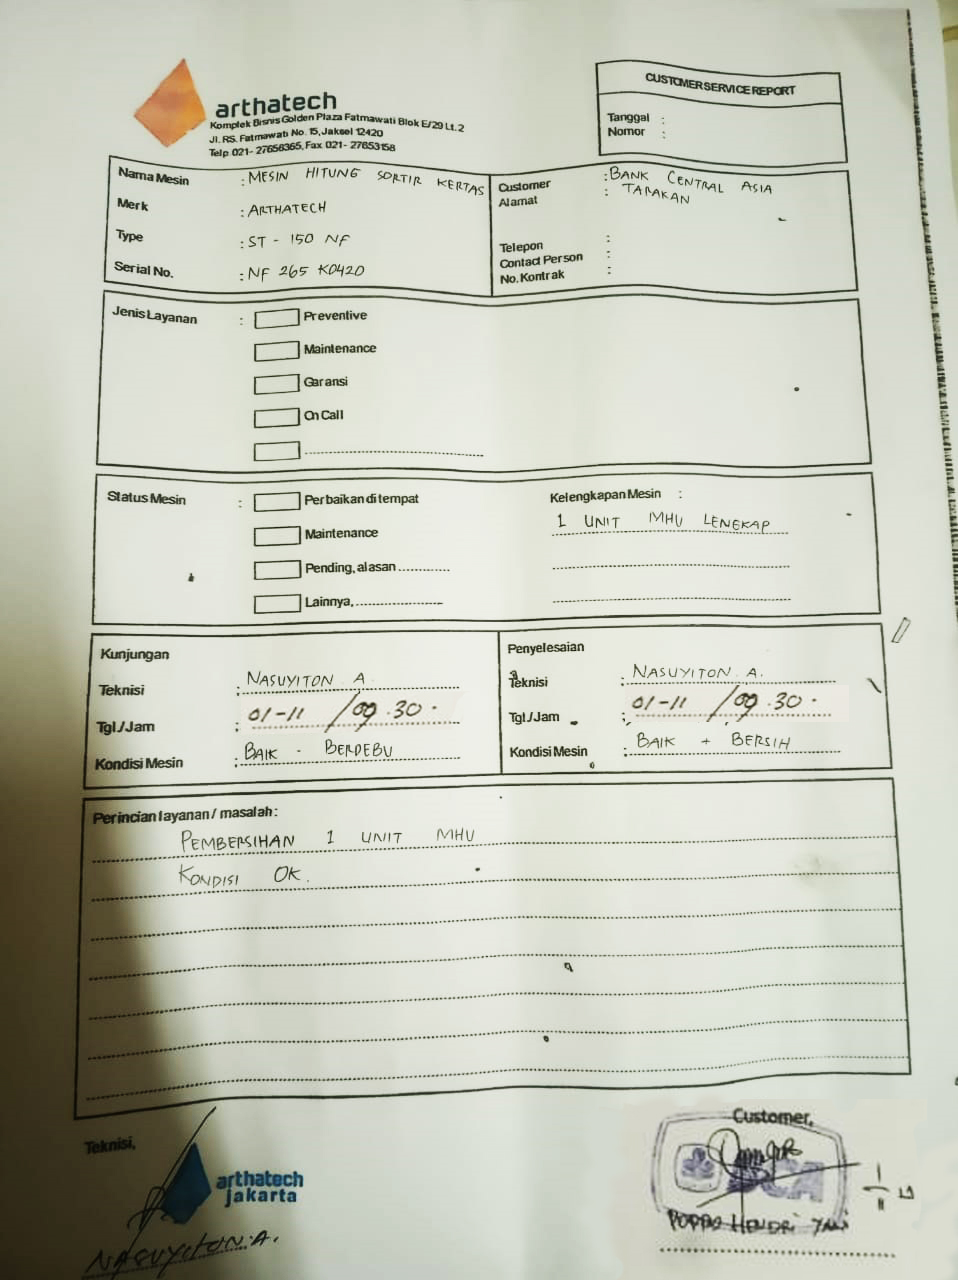 arthatech
Komplek Bisnis Golden Plaza Fatmawati Blok E/29 Lt. 2
Jl. RS. Fatmawati No. 15, Jaksel 12420
Telp. 021- 27656365, Fax. 021- 27653158
CUSTOMER SERVICE REPORT
Tanggal :
Nomor :
Nama Mesin : MESIN HITUNG SORTIR KERTAS
Merk : ARTHATECH
Type : ST - 150 NF
Serial No. : NF 265 K0420
Customer : BANK CENTRAL ASIA
Alamat : TARAKAN
Telepon :
Contact Person :
No. Kontrak :
Jenis Layanan : Preventive
Maintenance
Garansi
On Call
Status Mesin : Perbaikan di tempat
Maintenance
Pending, alasan
Lainnya,
Kelengkapan Mesin :
1 UNIT MHU LENGKAP
Kunjungan
Teknisi : NASUYITON A
Tgl./Jam : 01-11 / 09.30.
Kondisi Mesin : BAIK - BERDEBU
Penyelesaian
Teknisi : NASUYITON A.
Tgl./Jam : 01-11 / 09.30.
Kondisi Mesin : BAIK + BERSIH
Perincian layanan / masalah :
PEMBERSIHAN 1 UNIT MHU
KONDISI OK.
Teknisi,
arthatech
jakarta
NASUYITON.A.
Customer,
BCA
HENDRI